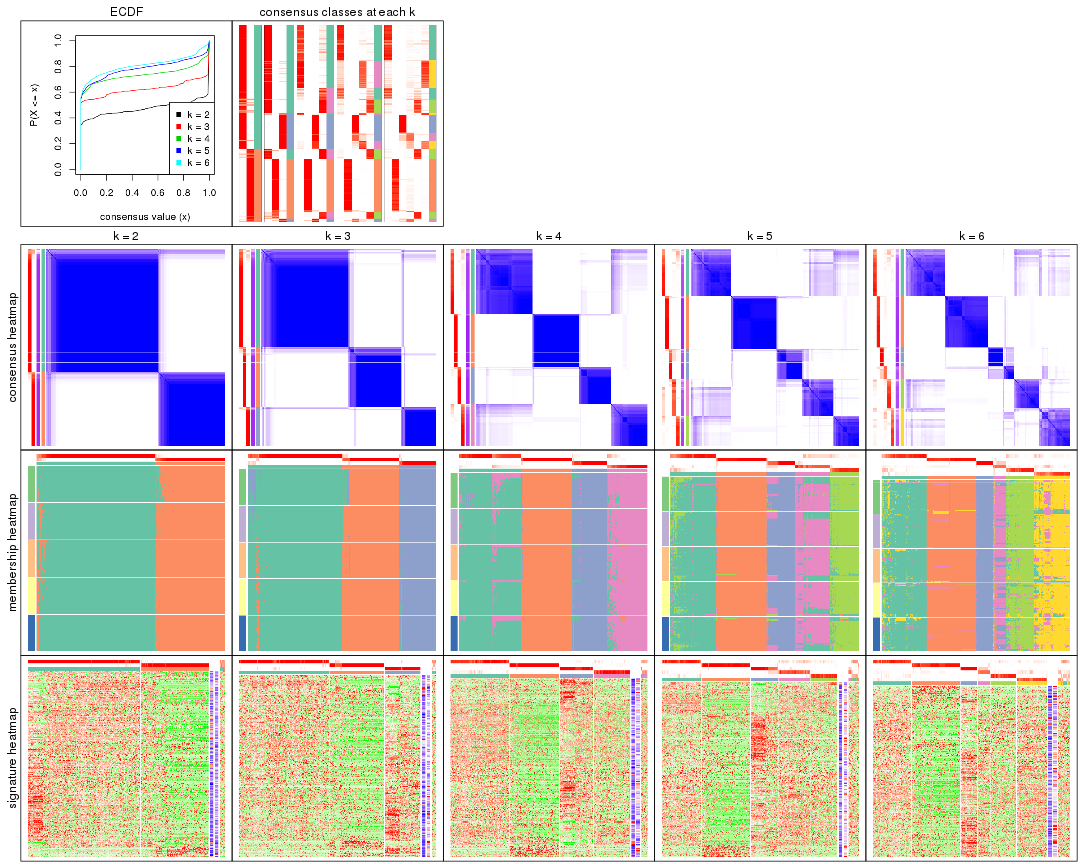 ECDF
consensus classes at each k
P(X <= x)
0.0 0.2 0.4 0.6 0.8 1.0
k = 2
k = 3
k = 4
k = 5
k = 6
0.0 0.2 0.4 0.6 0.8 1.0
consensus value (x)
k = 2 k = 3 k = 4 k = 5 k = 6
consensus heatmap
membership heatmap
signature heatmap